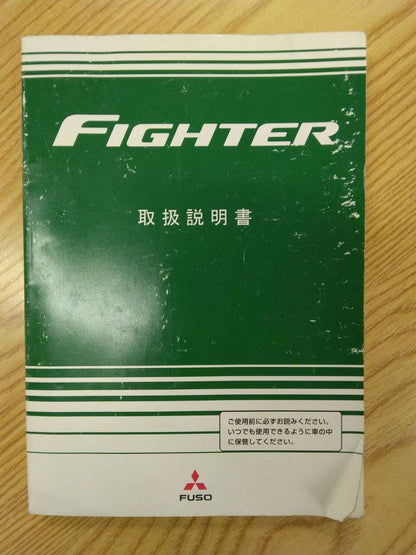 FIGHTER
取扱説明書
ご使用前に必ずお読みください。
いつでも使用できるように車の中
に保管してください。
FUSO